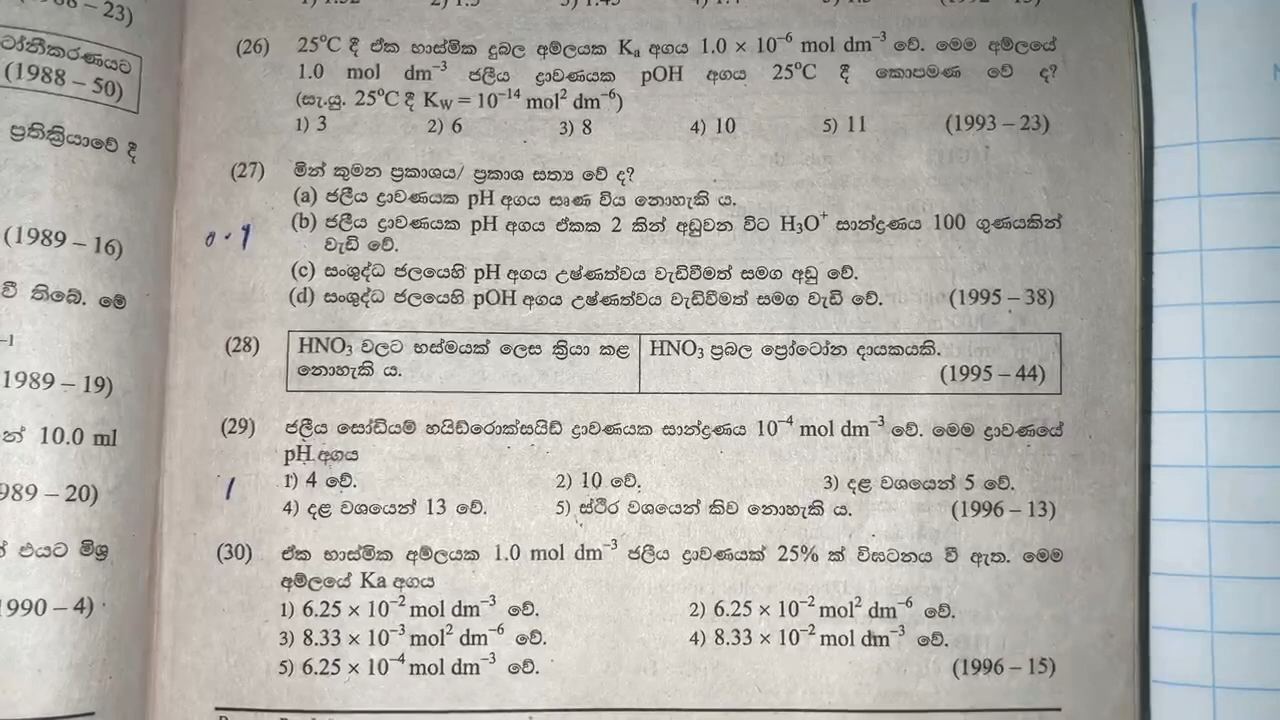 88 – 23)
ටෝනීකරණයට
(1988 – 50)
ප්‍රතික්‍රියාවේ දී
(1989 – 16)
වී තිබේ. මේ
1989 – 19)
න් 10.0 ml
989 – 20)
එයට මිශ්‍ර
1990 – 4)
(26) 25°C දී ඒක භාස්මික දුබල අම්ලයක Kₐ අගය 1.0 × 10⁻⁶ mol dm⁻³ වේ. මෙම අම්ලයේ
1.0 mol dm⁻³ ජලීය ද්‍රාවණයක pOH අගය 25°C දී කොපමණ වේ ද?
(සැ.යු. 25°C දී K_W = 10⁻¹⁴ mol² dm⁻⁶)
1) 3 2) 6 3) 8 4) 10 5) 11 (1993 – 23)
(27) මින් කුමන ප්‍රකාශය/ ප්‍රකාශ සත්‍ය වේ ද?
(a) ජලීය ද්‍රාවණයක pH අගය සෘණ විය නොහැකි ය.
(b) ජලීය ද්‍රාවණයක pH අගය ඒකක 2 කින් අඩුවන විට H₃O⁺ සාන්ද්‍රණය 100 ගුණයකින්
වැඩි වේ.
(c) සංශුද්ධ ජලයෙහි pH අගය උෂ්ණත්වය වැඩිවීමත් සමග අඩු වේ.
(d) සංශුද්ධ ජලයෙහි pOH අගය උෂ්ණත්වය වැඩිවීමත් සමග වැඩි වේ. (1995 – 38)
(28) HNO₃ වලට භස්මයක් ලෙස ක්‍රියා කළ HNO₃ ප්‍රබල ප්‍රෝටෝන දායකයකි.
නොහැකි ය. (1995 – 44)
(29) ජලීය සෝඩියම් හයිඩ්රොක්සයිඩ් ද්‍රාවණයක සාන්ද්‍රණය 10⁻⁴ mol dm⁻³ වේ. මෙම ද්‍රාවණයේ
pH අගය
1) 4 වේ. 2) 10 වේ. 3) දළ වශයෙන් 5 වේ.
4) දළ වශයෙන් 13 වේ. 5) ස්ථිර වශයෙන් කිව නොහැකි ය. (1996 – 13)
(30) ඒක භාස්මික අම්ලයක 1.0 mol dm⁻³ ජලීය ද්‍රාවණයක් 25% ක් විඝටනය වී ඇත. මෙම
අම්ලයේ Ka අගය
1) 6.25 × 10⁻² mol dm⁻³ වේ. 2) 6.25 × 10⁻² mol² dm⁻⁶ වේ.
3) 8.33 × 10⁻³ mol² dm⁻⁶ වේ. 4) 8.33 × 10⁻² mol dm⁻³ වේ.
5) 6.25 × 10⁻⁴ mol dm⁻³ වේ. (1996 – 15)